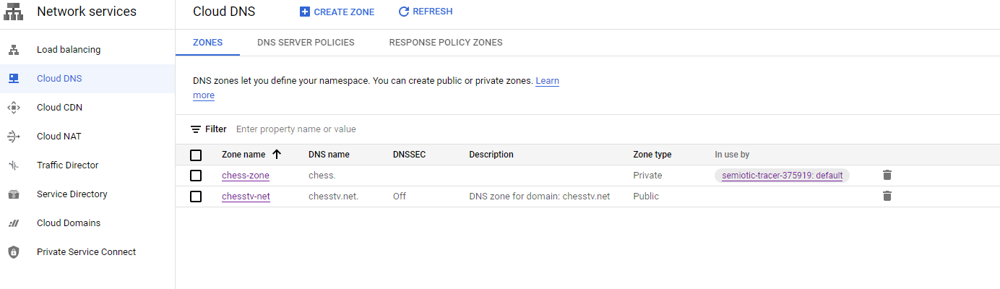 Network services
Cloud DNS
CREATE ZONE
REFRESH
Load balancing
Cloud DNS
Cloud CDN
Cloud NAT
Traffic Director
Service Directory
Cloud Domains
Private Service Connect
ZONES DNS SERVER POLICIES RESPONSE POLICY ZONES
DNS zones let you define your namespace. You can create public or private zones. Learn
more
Filter Enter property name or value
Zone name DNS name DNSSEC Description Zone type In use by
chess-zone chess. Private semiotic-tracer-375919: default
chesstv-net chesstv.net. Off DNS zone for domain: chesstv.net Public